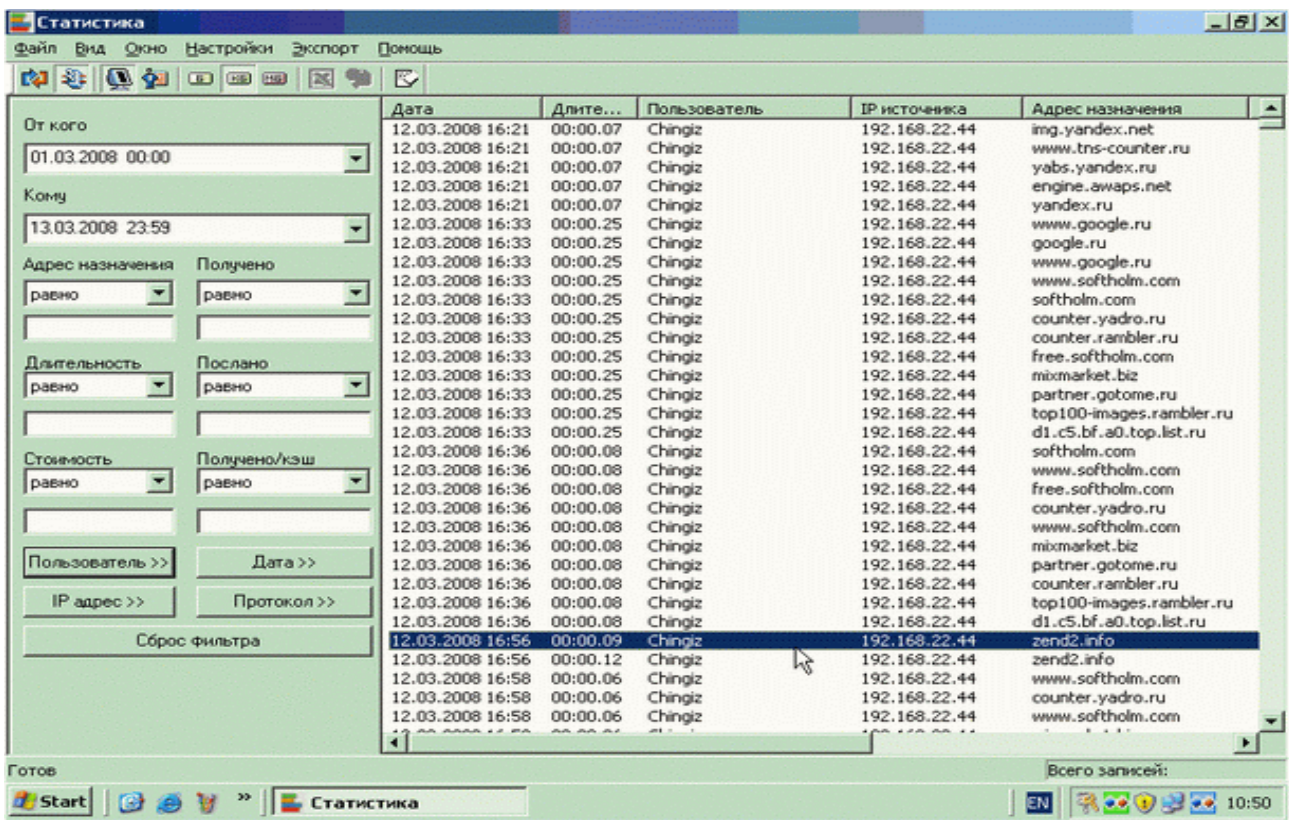 Статистика
Файл Вид Окно Настройки Экспорт Помощь
От кого
01.03.2008 00:00
Кому
13.03.2008 23:59
Адрес назначения Получено
равно равно
Длительность Послано
равно равно
Стоимость Получено/кэш
равно равно
Пользователь >> Дата >>
IP адрес >> Протокол >>
Сброс фильтра
Дата Длите... Пользователь IP источника Адрес назначения
12.03.2008 16:21 00:00.07 Chingiz 192.168.22.44 img.yandex.net
12.03.2008 16:21 00:00.07 Chingiz 192.168.22.44 www.tns-counter.ru
12.03.2008 16:21 00:00.07 Chingiz 192.168.22.44 yabs.yandex.ru
12.03.2008 16:21 00:00.07 Chingiz 192.168.22.44 engine.awaps.net
12.03.2008 16:21 00:00.07 Chingiz 192.168.22.44 yandex.ru
12.03.2008 16:33 00:00.25 Chingiz 192.168.22.44 www.google.ru
12.03.2008 16:33 00:00.25 Chingiz 192.168.22.44 google.ru
12.03.2008 16:33 00:00.25 Chingiz 192.168.22.44 www.google.ru
12.03.2008 16:33 00:00.25 Chingiz 192.168.22.44 www.softholm.com
12.03.2008 16:33 00:00.25 Chingiz 192.168.22.44 softholm.com
12.03.2008 16:33 00:00.25 Chingiz 192.168.22.44 counter.yadro.ru
12.03.2008 16:33 00:00.25 Chingiz 192.168.22.44 counter.rambler.ru
12.03.2008 16:33 00:00.25 Chingiz 192.168.22.44 free.softholm.com
12.03.2008 16:33 00:00.25 Chingiz 192.168.22.44 mixmarket.biz
12.03.2008 16:33 00:00.25 Chingiz 192.168.22.44 partner.gotome.ru
12.03.2008 16:33 00:00.25 Chingiz 192.168.22.44 top100-images.rambler.ru
12.03.2008 16:33 00:00.25 Chingiz 192.168.22.44 d1.c5.bf.a0.top.list.ru
12.03.2008 16:36 00:00.08 Chingiz 192.168.22.44 softholm.com
12.03.2008 16:36 00:00.08 Chingiz 192.168.22.44 www.softholm.com
12.03.2008 16:36 00:00.08 Chingiz 192.168.22.44 free.softholm.com
12.03.2008 16:36 00:00.08 Chingiz 192.168.22.44 counter.yadro.ru
12.03.2008 16:36 00:00.08 Chingiz 192.168.22.44 www.softholm.com
12.03.2008 16:36 00:00.08 Chingiz 192.168.22.44 mixmarket.biz
12.03.2008 16:36 00:00.08 Chingiz 192.168.22.44 partner.gotome.ru
12.03.2008 16:36 00:00.08 Chingiz 192.168.22.44 counter.rambler.ru
12.03.2008 16:36 00:00.08 Chingiz 192.168.22.44 top100-images.rambler.ru
12.03.2008 16:36 00:00.08 Chingiz 192.168.22.44 d1.c5.bf.a0.top.list.ru
12.03.2008 16:56 00:00.09 Chingiz 192.168.22.44 zend2.info
12.03.2008 16:56 00:00.12 Chingiz 192.168.22.44 zend2.info
12.03.2008 16:58 00:00.06 Chingiz 192.168.22.44 www.softholm.com
12.03.2008 16:58 00:00.06 Chingiz 192.168.22.44 counter.yadro.ru
12.03.2008 16:58 00:00.06 Chingiz 192.168.22.44 www.softholm.com
Готов Всего записей:
Start » Статистика EN 10:50